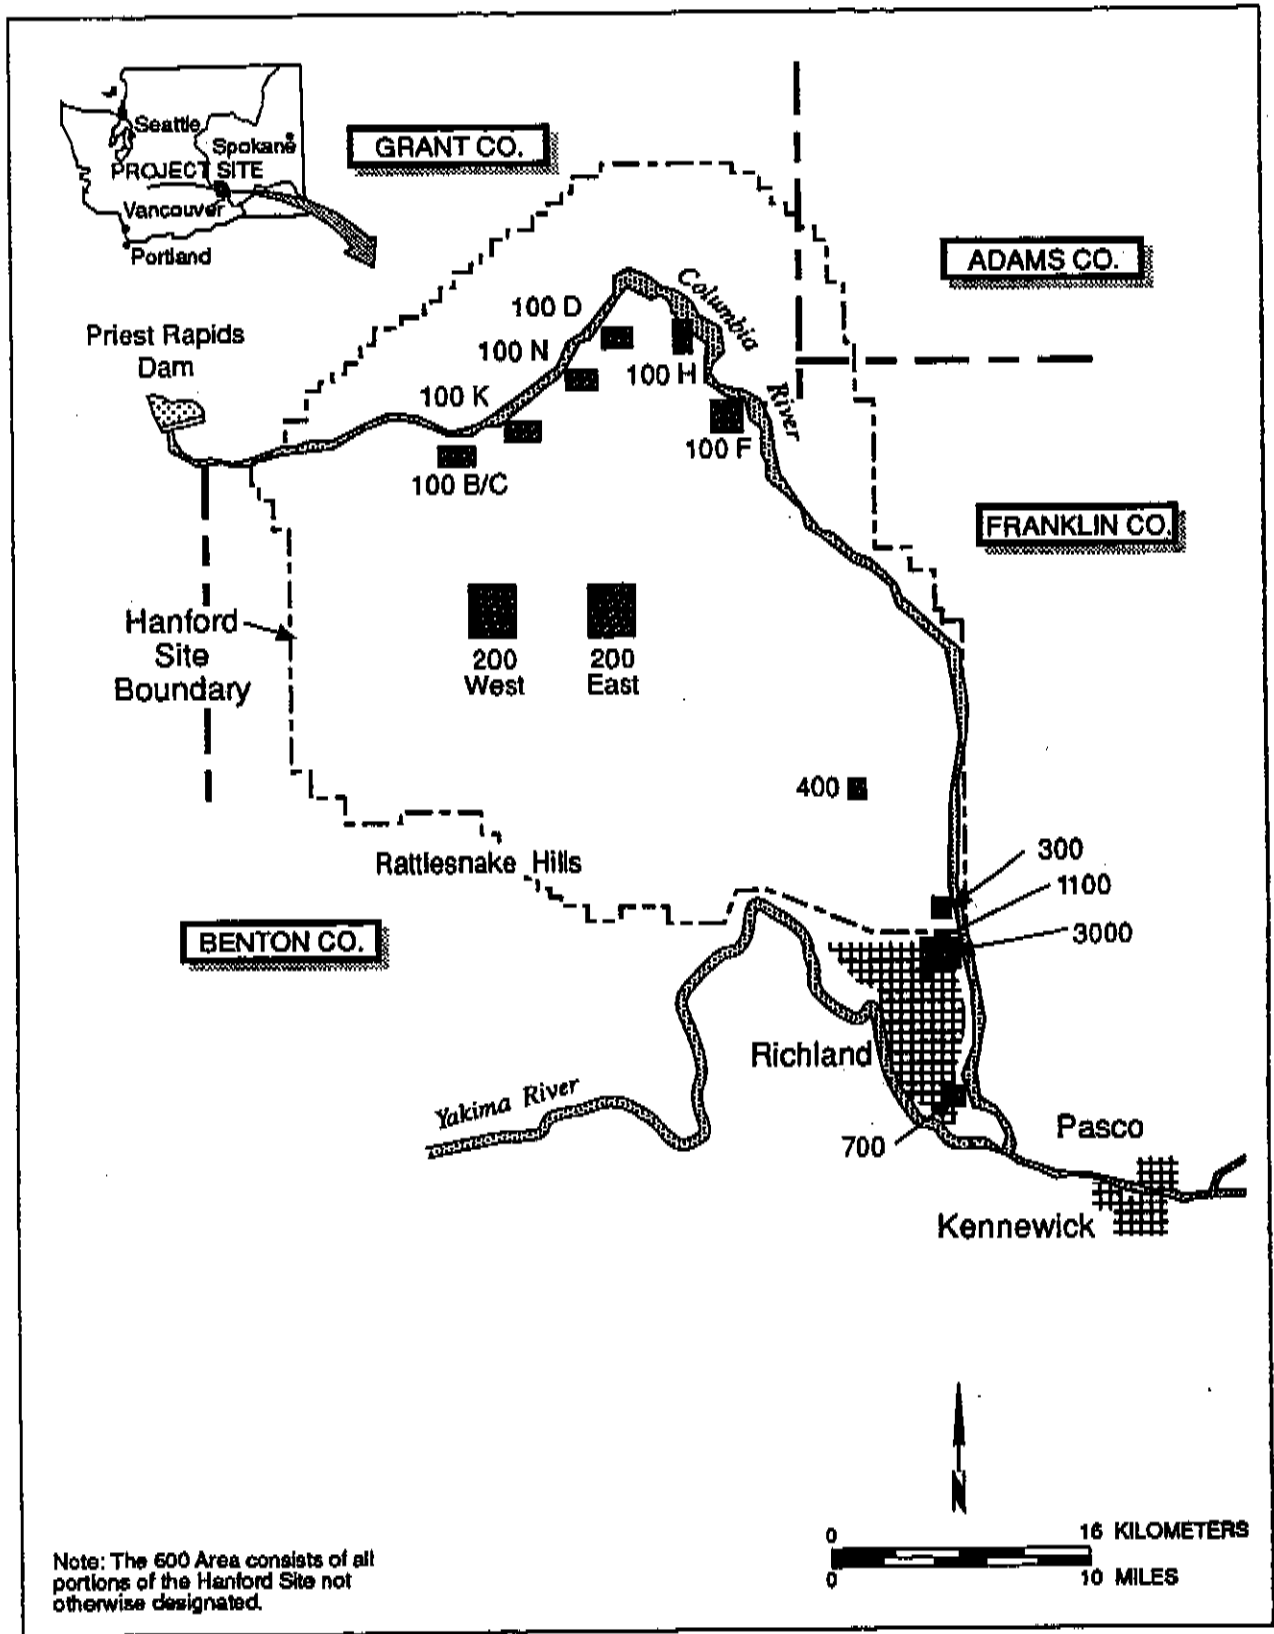 GRANT CO.
Seattle
Spokane
PROJECT SITE
Vancouver
Portland
ADAMS CO.
Columbia
River
100 D
Priest Rapids
Dam
100 N
100 H
100 K
100 F
100 B/C
FRANKLIN CO.
Hanford
Site
Boundary
200
West
200
East
400
300
Rattlesnake Hills
1100
3000
BENTON CO.
Richland
Yakima River
Pasco
700
Kennewick
N
0 16 KILOMETERS
0 10 MILES
Note: The 600 Area consists of all
portions of the Hanford Site not
otherwise designated.